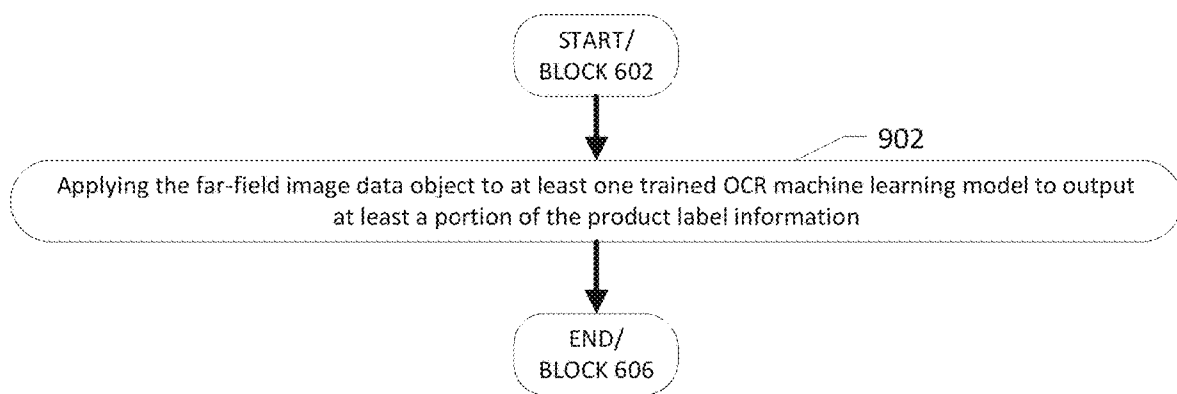 START/
BLOCK 602
902
Applying the far-field image data object to at least one trained OCR machine learning model to output
at least a portion of the product label information
END/
BLOCK 606